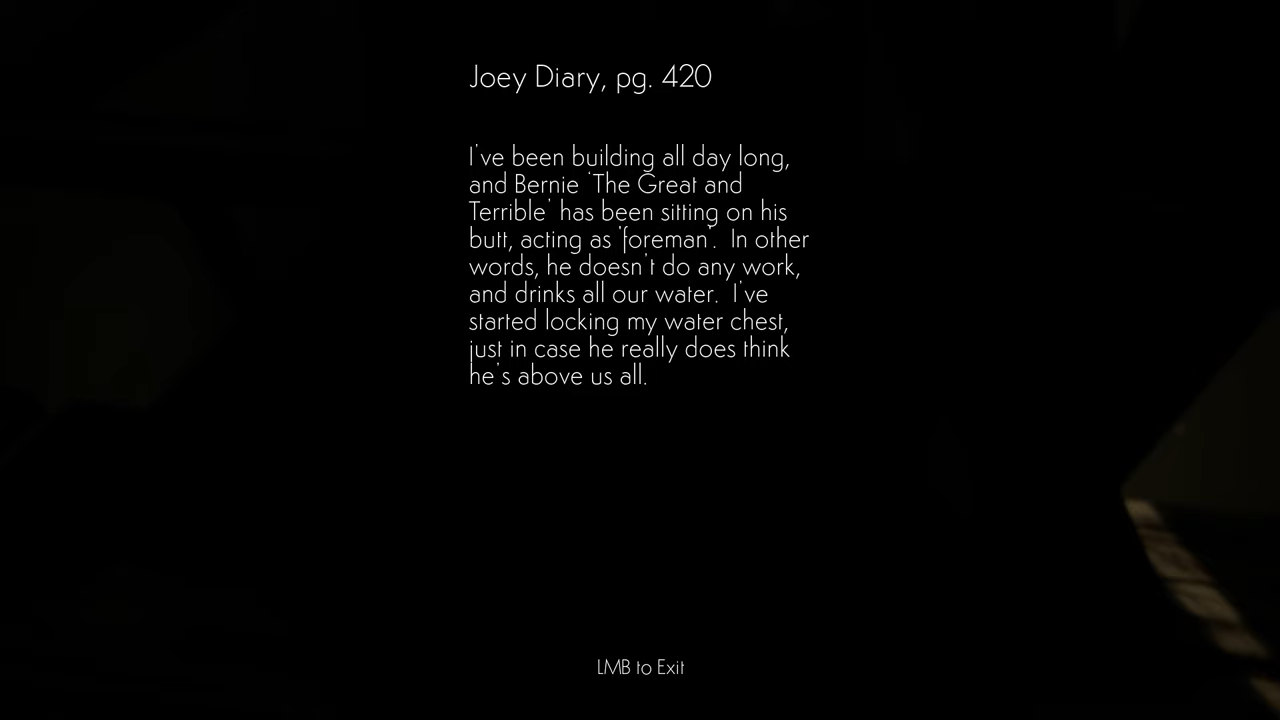 Joey Diary, pg. 420
I've been building all day long,
and Bernie 'The Great and
Terrible' has been sitting on his
butt, acting as 'foreman'.  In other
words, he doesn't do any work,
and drinks all our water.  I've
started locking my water chest,
just in case he really does think
he's above us all.
LMB to Exit